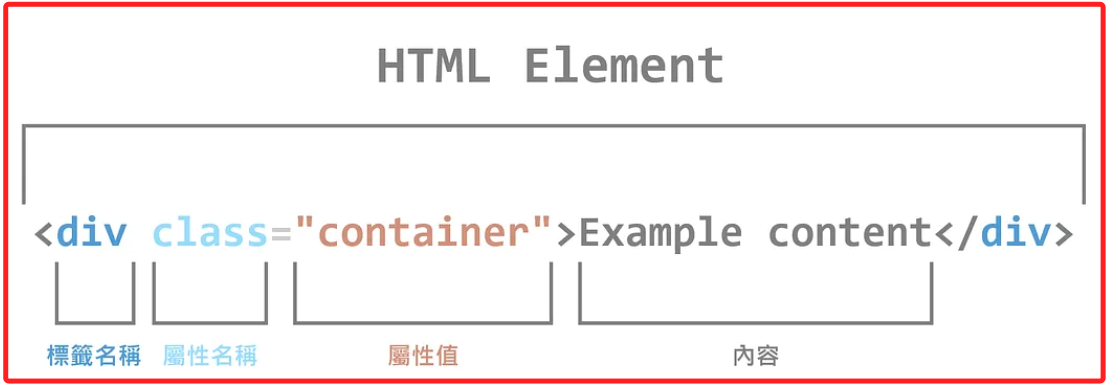 HTML Element
<div class="container">Example content</div>
標籤名稱 屬性名稱 屬性值 內容